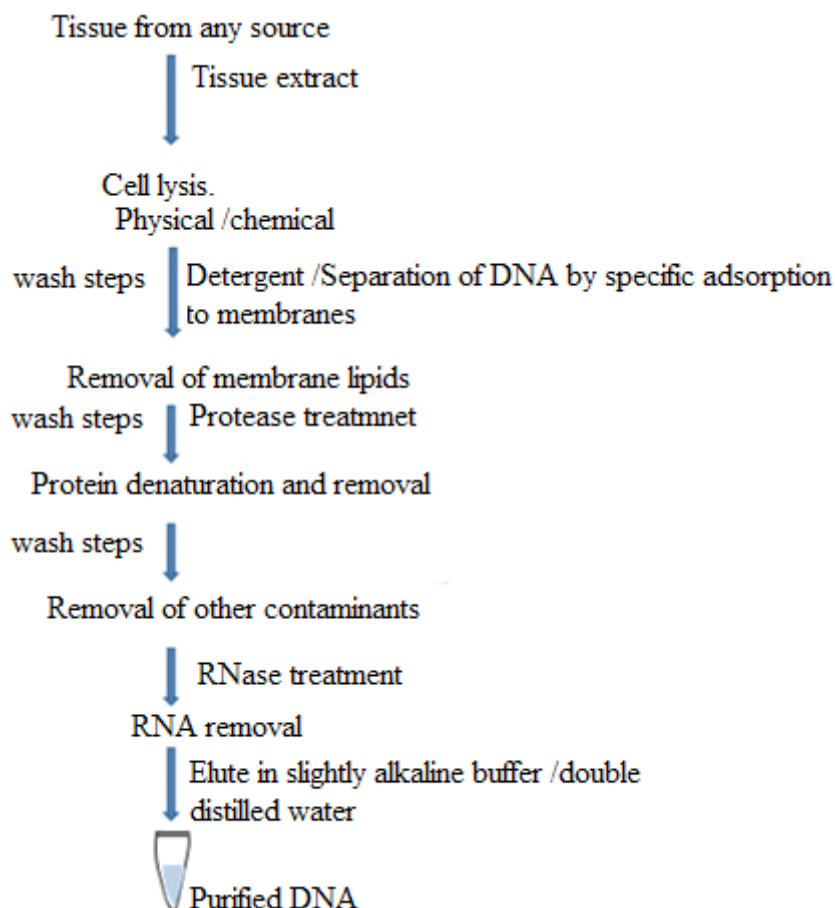 Tissue from any source
Tissue extract
Cell lysis.
Physical /chemical
wash steps
Detergent /Separation of DNA by specific adsorption
to membranes
Removal of membrane lipids
wash steps
Protease treatmnet
Protein denaturation and removal
wash steps
Removal of other contaminants
RNase treatment
RNA removal
Elute in slightly alkaline buffer /double
distilled water
Purified DNA